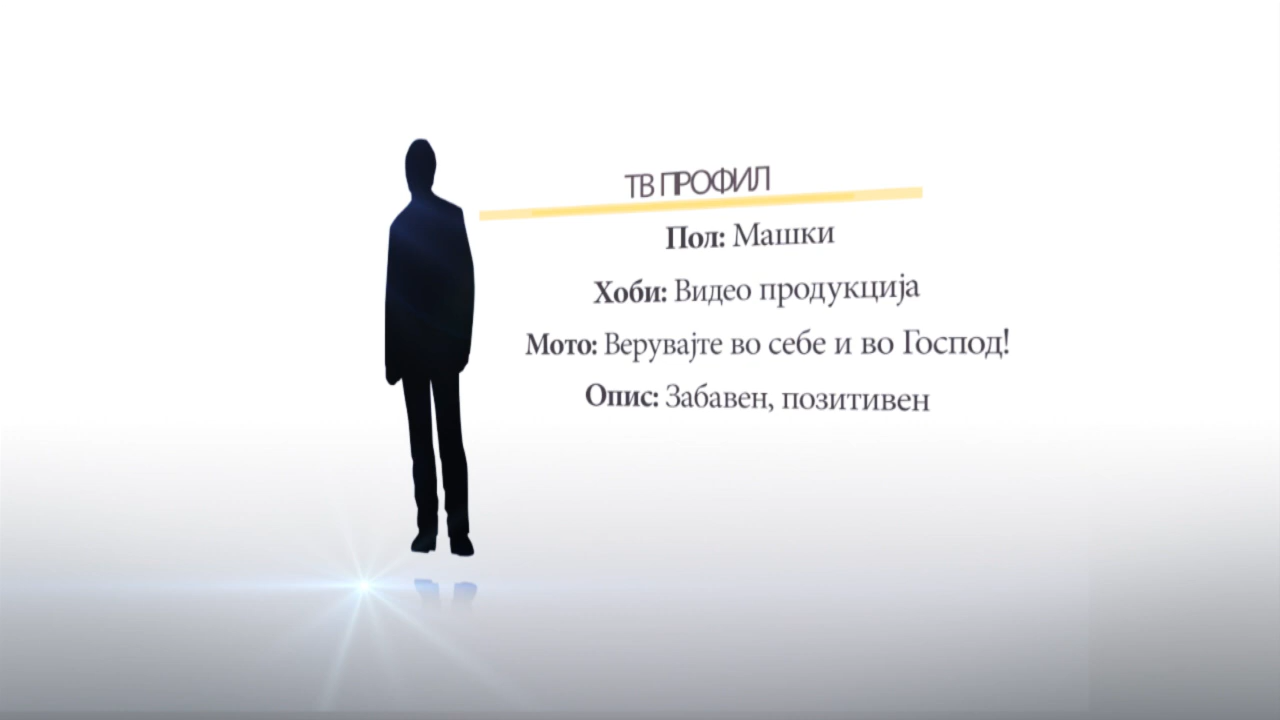 ТВ ПРОФИЛ
Пол: Машки
Хоби: Видео продукција
Мото: Верувајте во себе и во Господ!
Опис: Забавен, позитивен